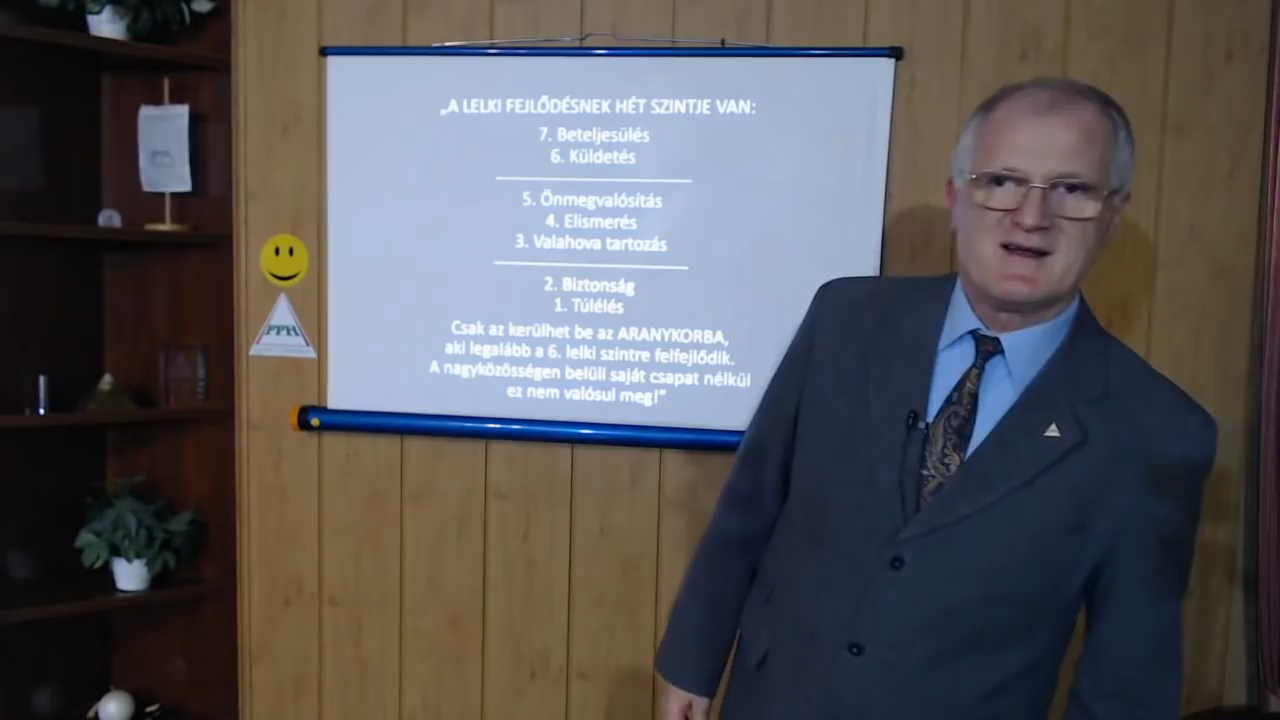 „A LELKI FEJLŐDÉSNEK HÉT SZINTJE VAN:
7. Beteljesülés
6. Küldetés
5. Önmegvalósítás
4. Elismerés
3. Valahova tartozás
2. Biztonság
1. Túlélés
Csak az kerülhet be az ARANYKORBA,
aki legalább a 6. lelki szintre felfejlődik.
A nagyközösségen belüli saját csapat nélkül
ez nem valósul meg!”
PPH